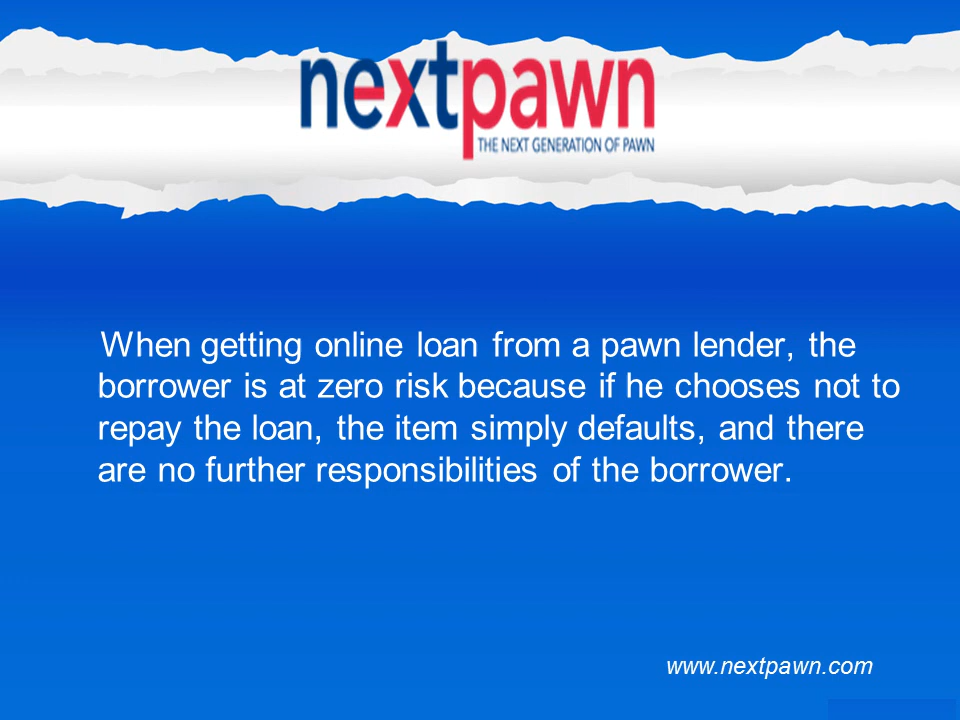 nextpawn
THE NEXT GENERATION OF PAWN
When getting online loan from a pawn lender, the
borrower is at zero risk because if he chooses not to
repay the loan, the item simply defaults, and there
are no further responsibilities of the borrower.
www.nextpawn.com